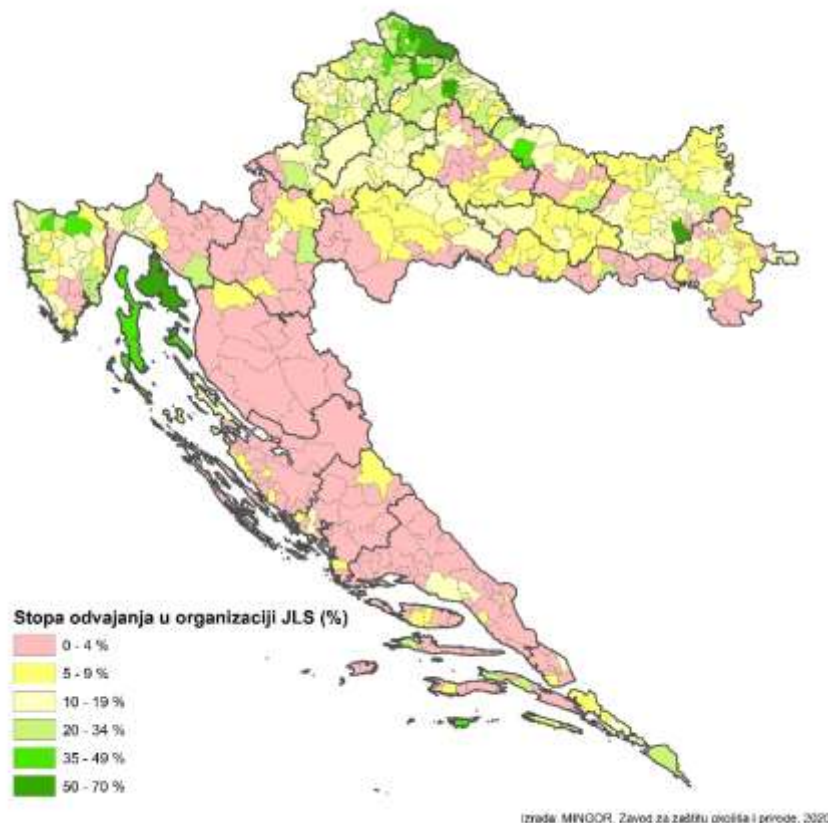 Stopa odvajanja u organizaciji JLS (%)
0 - 4 %
5 - 9 %
10 - 19 %
20 - 34 %
35 - 49 %
50 - 70 %
Izrada: MINGOR, Zavod za zaštitu okoliša i prirode, 2020